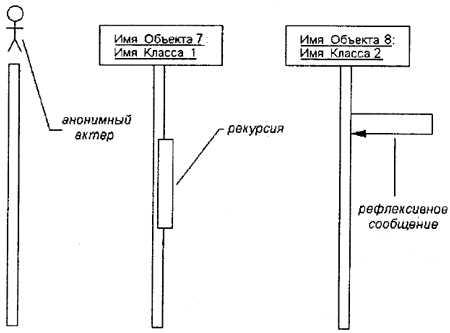 Имя Объекта 7:
Имя Класса 1
Имя Объекта 8:
Имя Класса 2
анонимный
актер
рекурсия
рефлексивное
сообщение